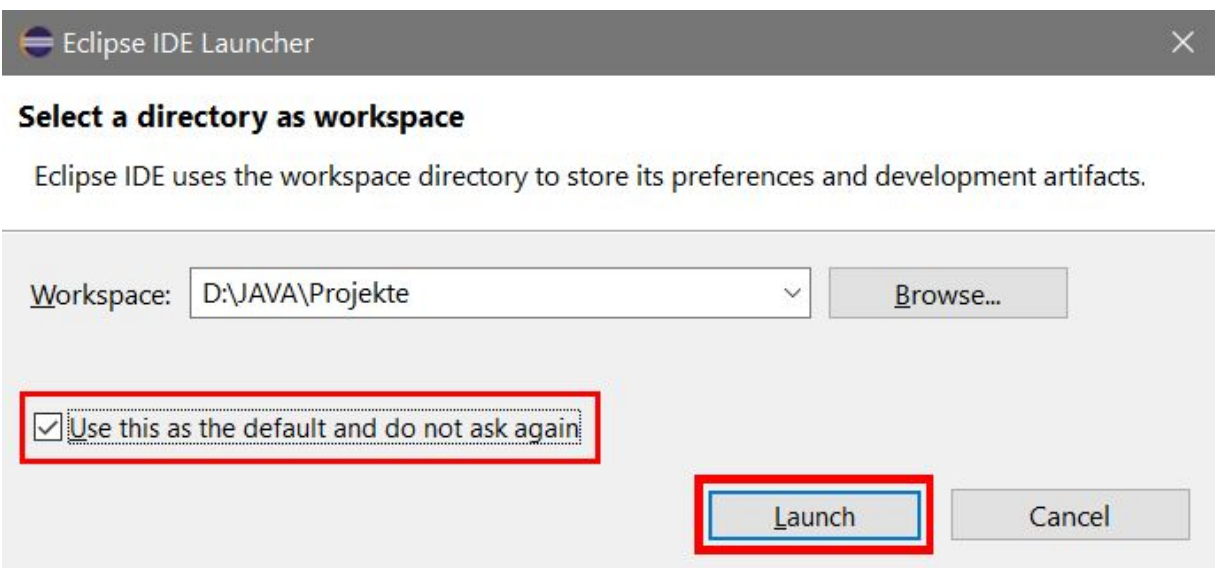 Eclipse IDE Launcher
Select a directory as workspace
Eclipse IDE uses the workspace directory to store its preferences and development artifacts.
Workspace: D:\JAVA\Projekte Browse...
Use this as the default and do not ask again
Launch Cancel